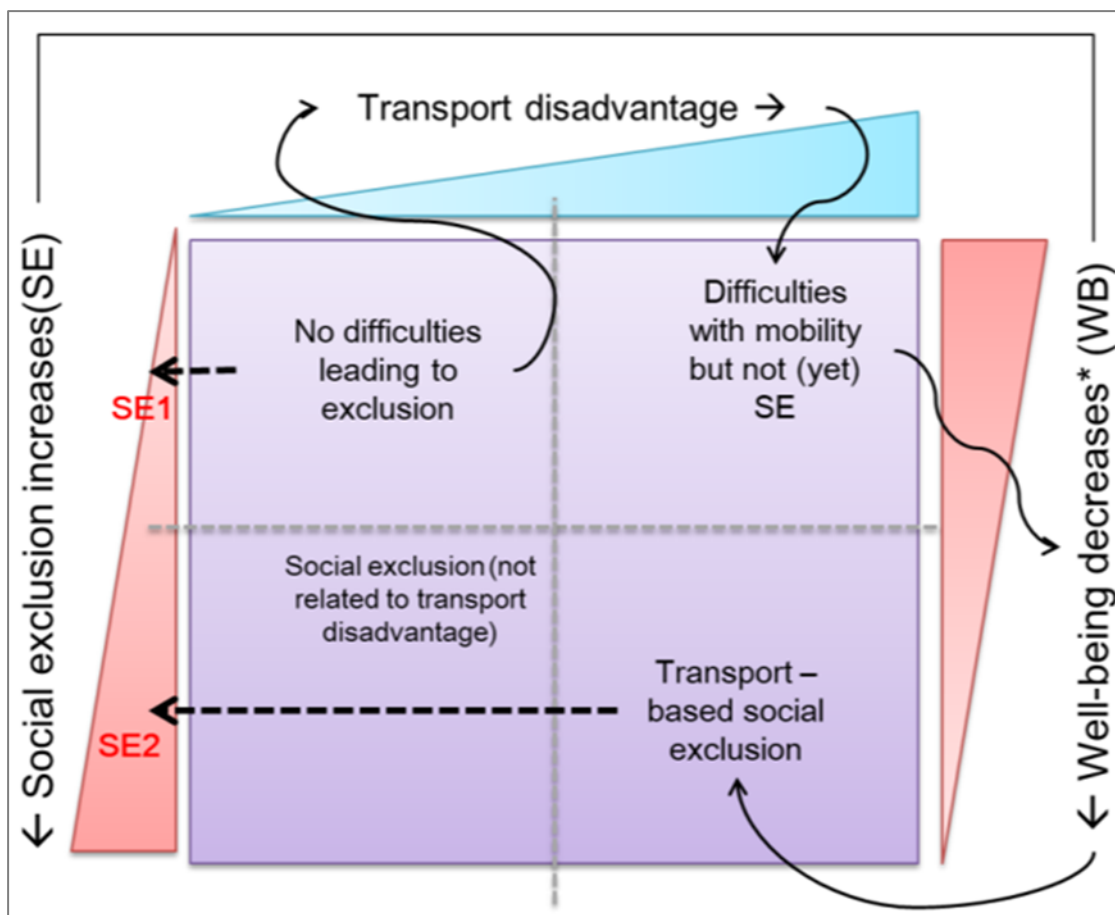 Transport disadvantage →
← Social exclusion increases(SE)
No difficulties
leading to
exclusion
Difficulties
with mobility
but not (yet)
SE
SE1
← Well-being decreases* (WB)
Social exclusion (not
related to transport
disadvantage)
Transport –
based social
exclusion
SE2